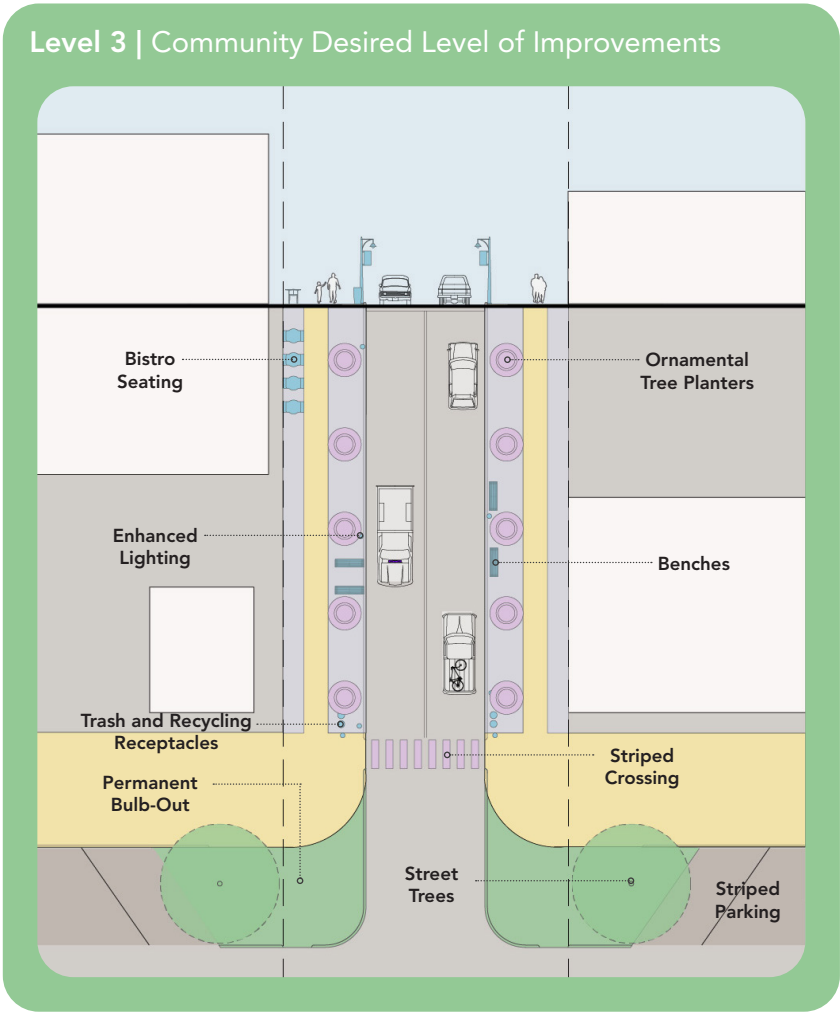 Level 3 | Community Desired Level of Improvements
Bistro
Seating
Ornamental
Tree Planters
Enhanced
Lighting
Benches
Trash and Recycling
Receptacles
Striped
Crossing
Permanent
Bulb-Out
Street
Trees
Striped
Parking